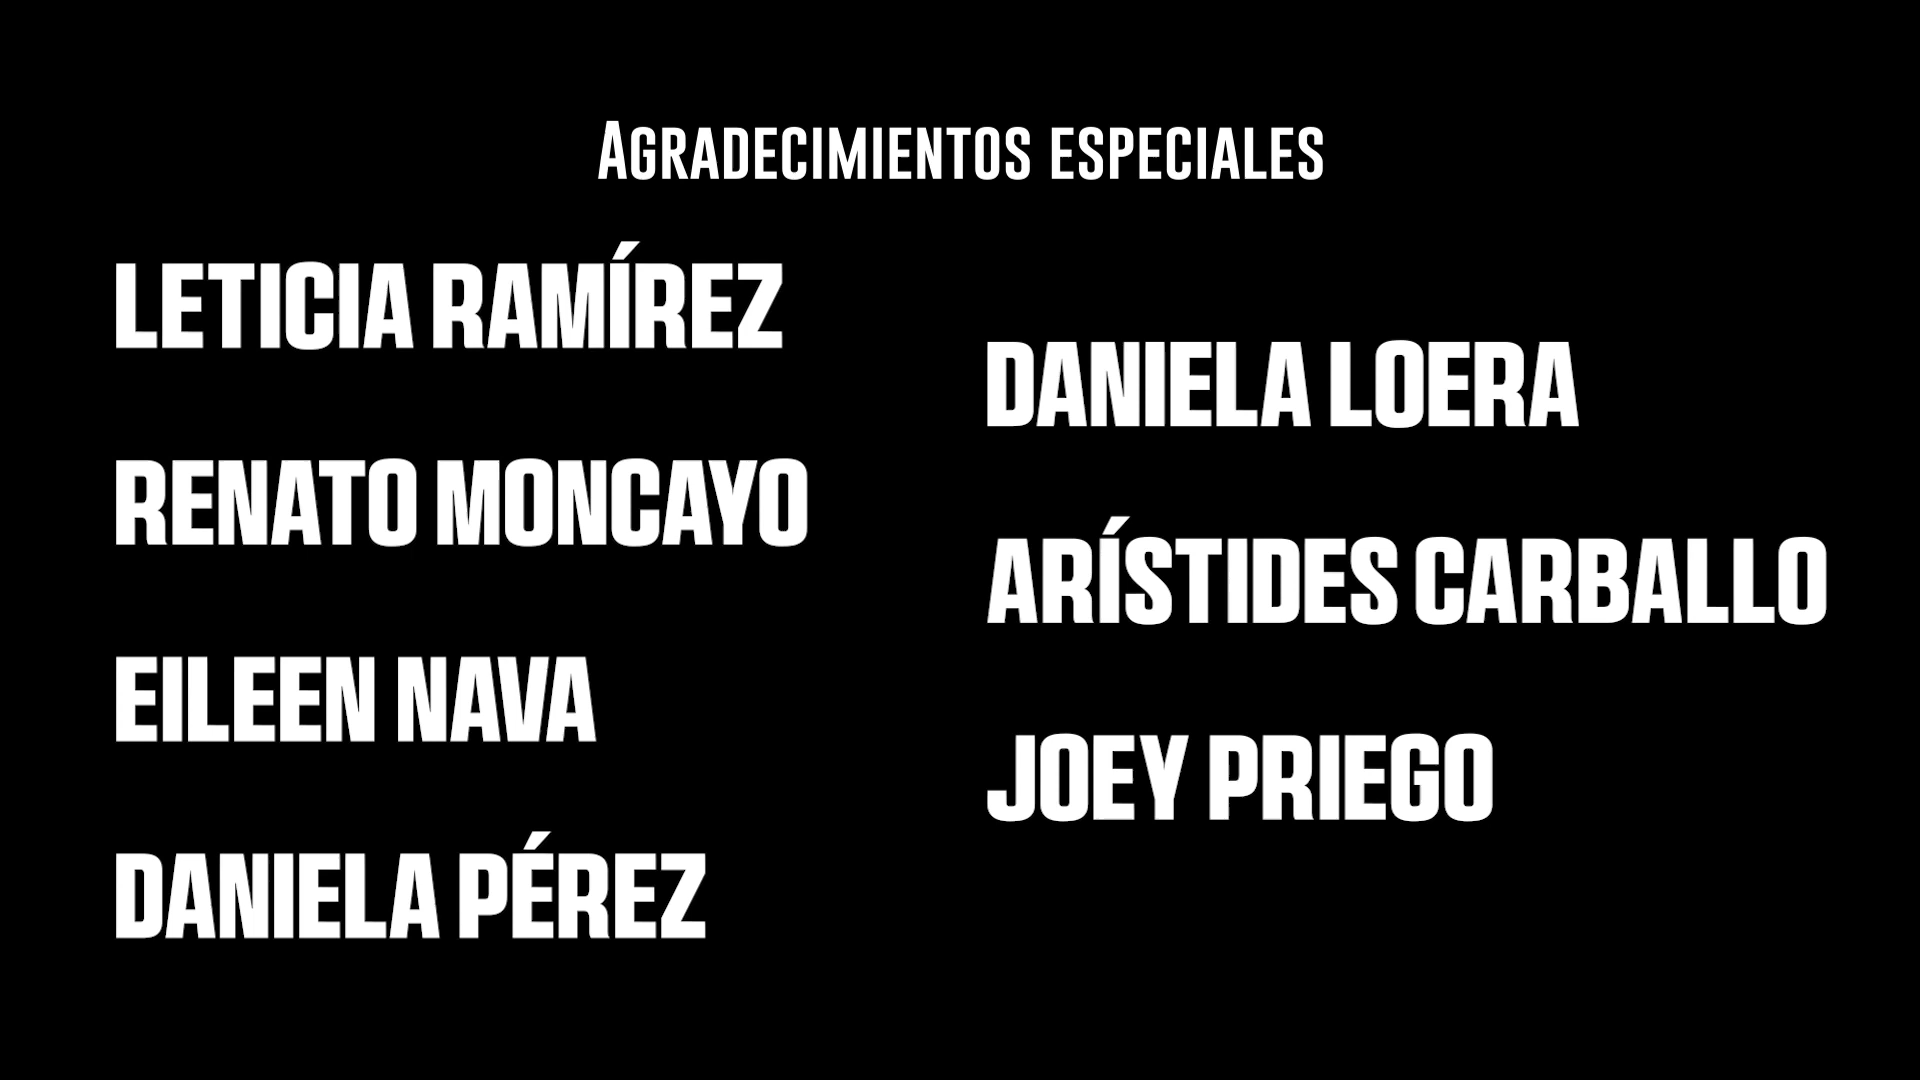 Agradecimientos especiales
LETICIA RAMÍREZ
RENATO MONCAYO
EILEEN NAVA
DANIELA PÉREZ
DANIELA LOERA
ARÍSTIDES CARBALLO
JOEY PRIEGO